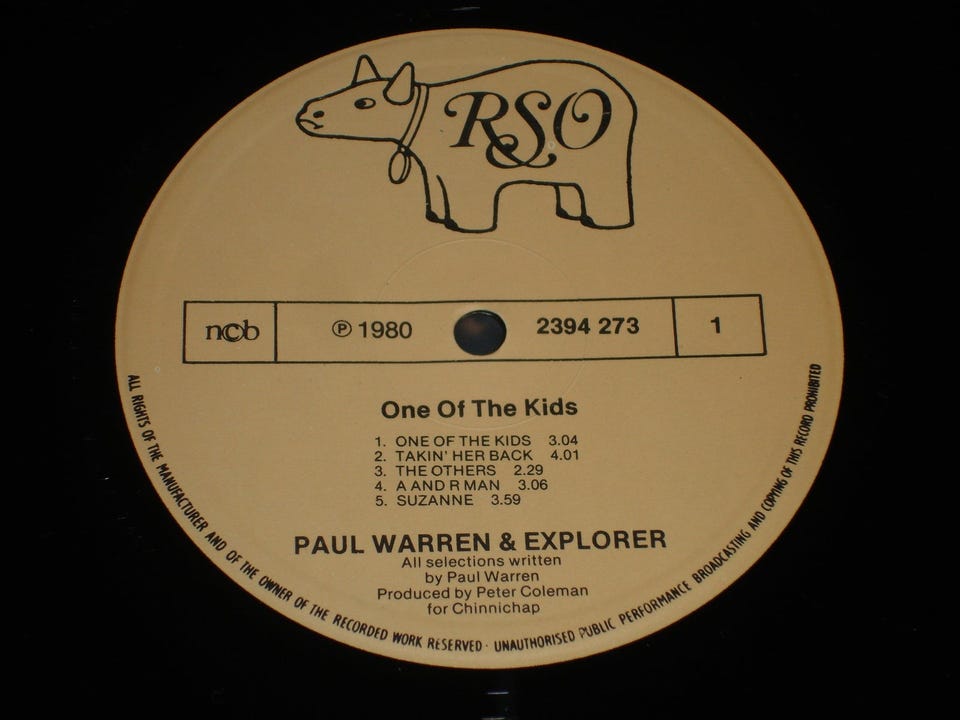 RSO
ncb ℗ 1980 2394 273 1
One Of The Kids
1. ONE OF THE KIDS 3.04
2. TAKIN' HER BACK 4.01
3. THE OTHERS 2.29
4. A AND R MAN 3.06
5. SUZANNE 3.59
PAUL WARREN & EXPLORER
All selections written
by Paul Warren
Produced by Peter Coleman
for Chinnichap
ALL RIGHTS OF THE MANUFACTURER AND OF THE OWNER OF THE RECORDED WORK RESERVED · UNAUTHORISED PUBLIC PERFORMANCE BROADCASTING AND COPYING OF THIS RECORD PROHIBITED